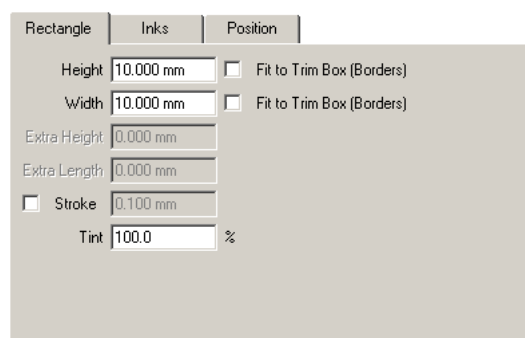 Rectangle Inks Position
Height 10.000 mm Fit to Trim Box (Borders)
Width 10.000 mm Fit to Trim Box (Borders)
Extra Height 0.000 mm
Extra Length 0.000 mm
Stroke 0.100 mm
Tint 100.0 %